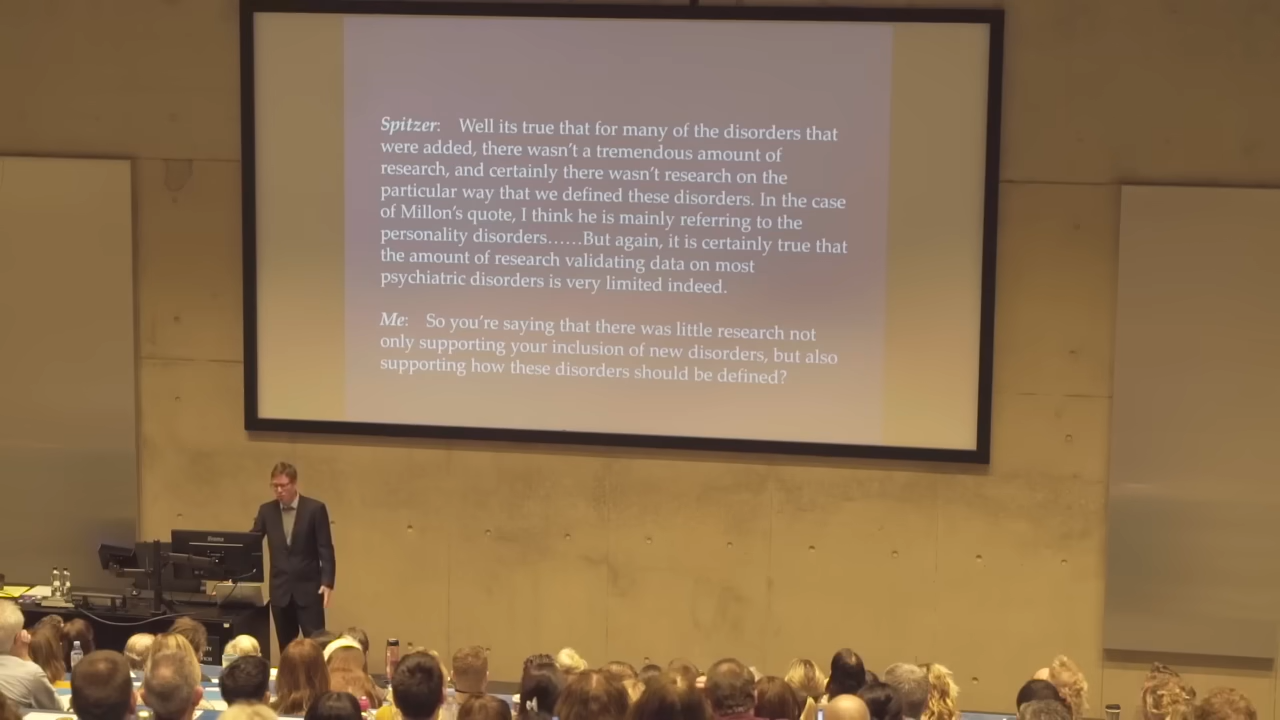 Spitzer: Well its true that for many of the disorders that
were added, there wasn't a tremendous amount of
research, and certainly there wasn't research on the
particular way that we defined these disorders. In the case
of Millon's quote, I think he is mainly referring to the
personality disorders……But again, it is certainly true that
the amount of research validating data on most
psychiatric disorders is very limited indeed.
Me: So you're saying that there was little research not
only supporting your inclusion of new disorders, but also
supporting how these disorders should be defined?